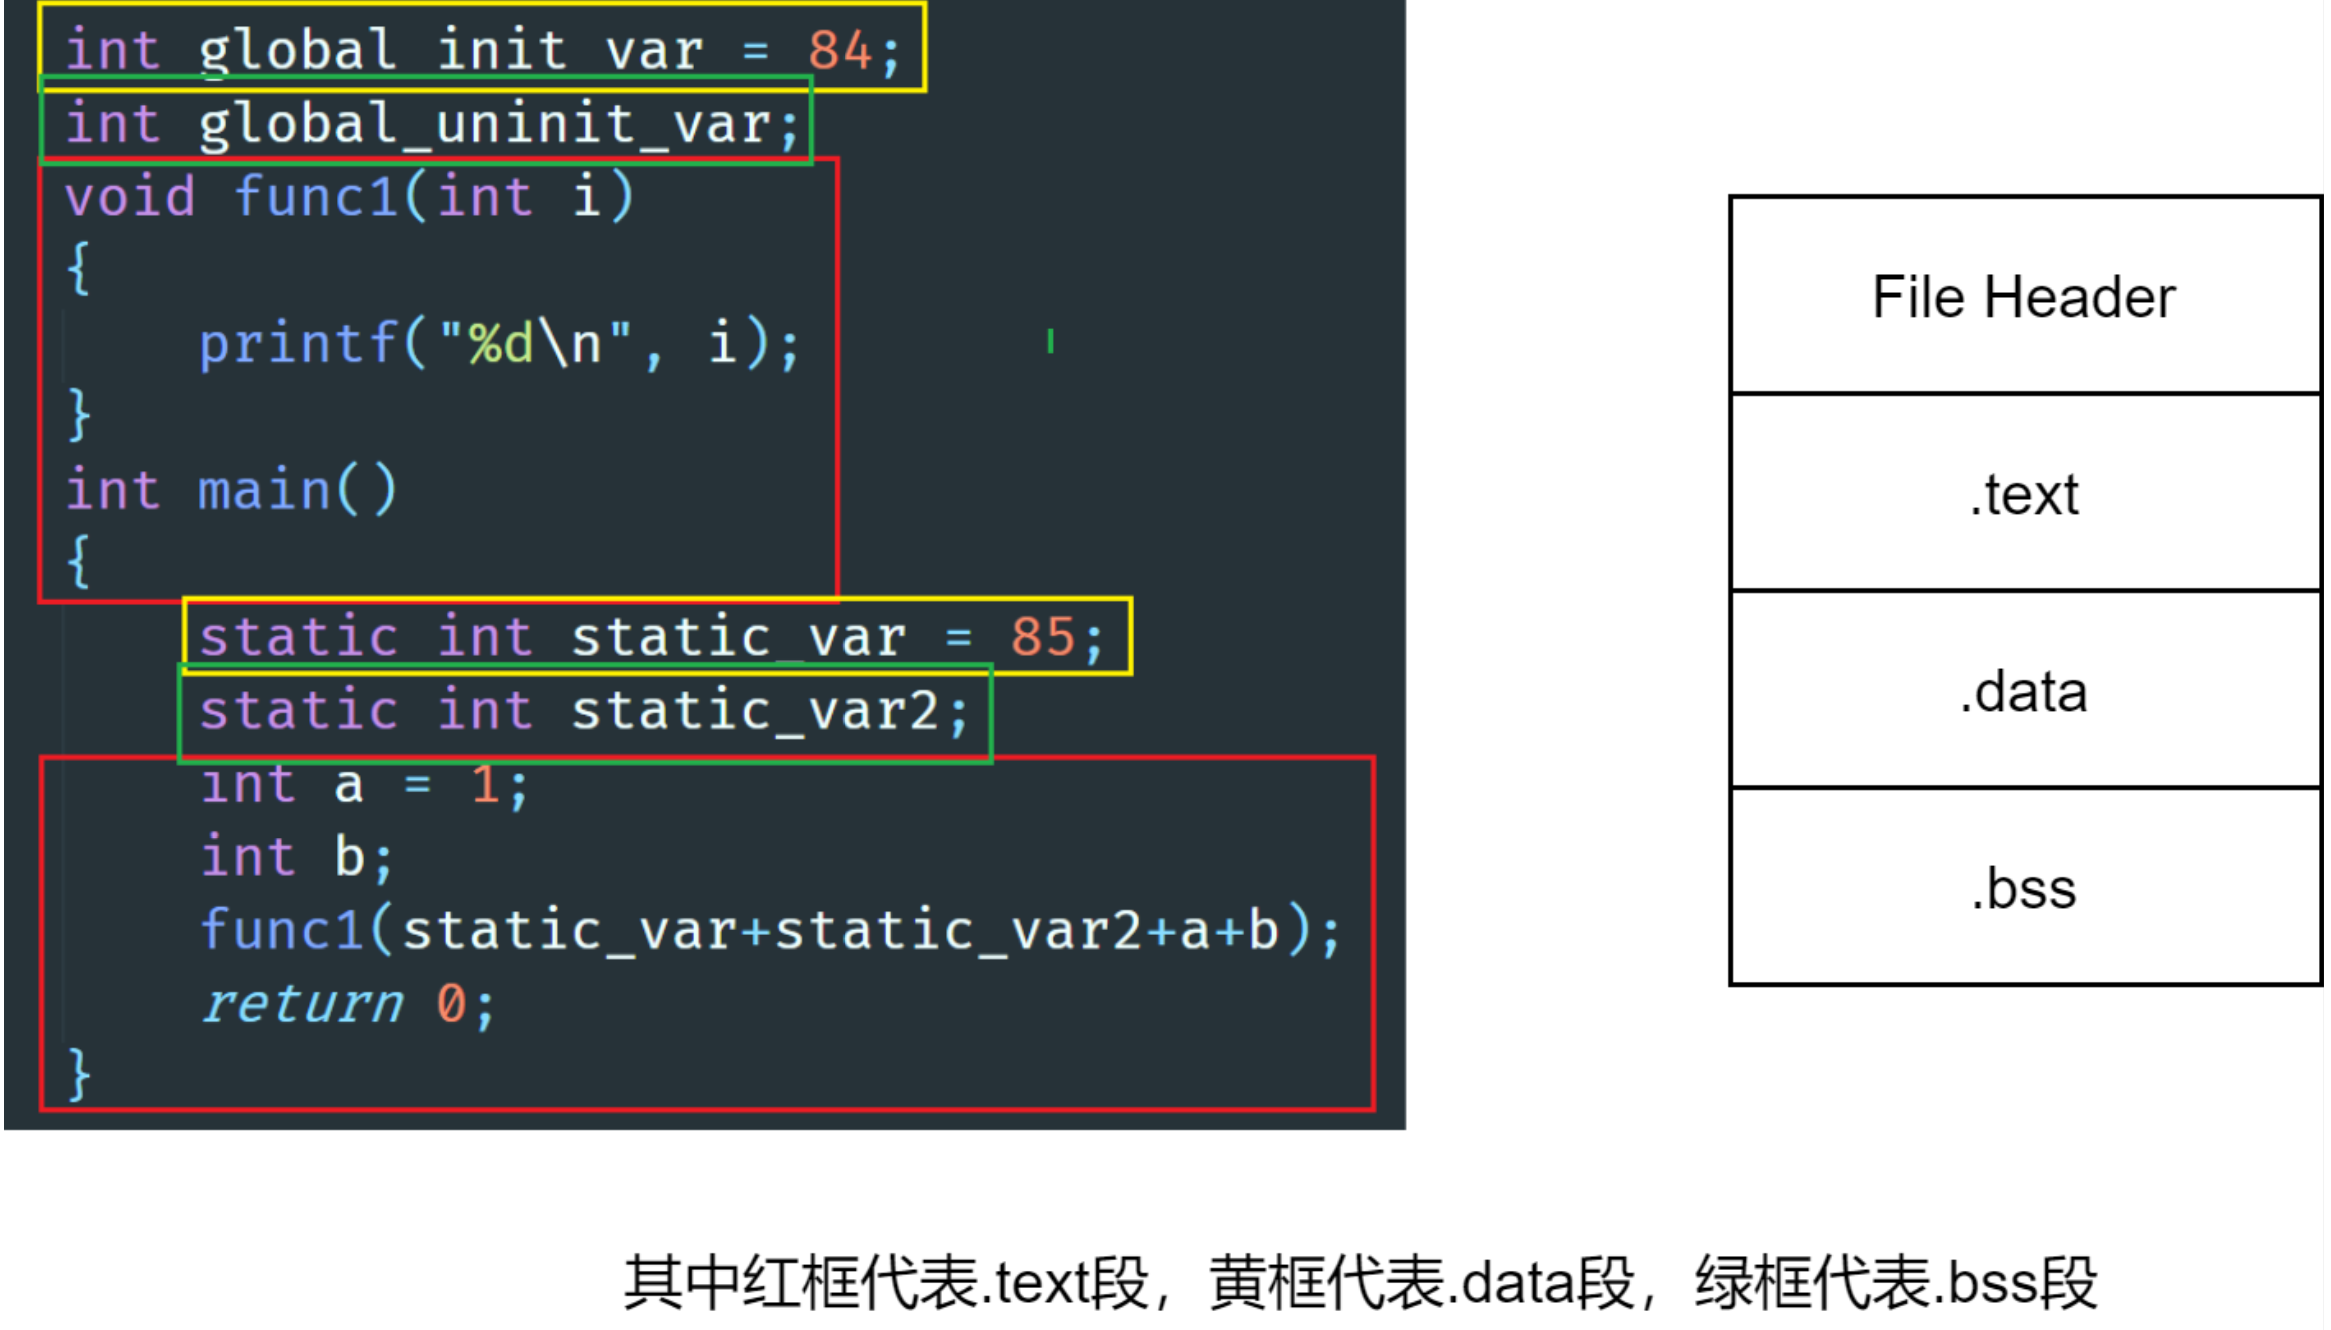 int global init var = 84;
int global_uninit_var;
void func1(int i)
{
printf("%d\n", i);
}
int main()
{
static int static_var = 85;
static int static_var2;
int a = 1;
int b;
func1(static_var+static_var2+a+b);
return 0;
}
File Header
.text
.data
.bss
其中红框代表.text段，黄框代表.data段，绿框代表.bss段